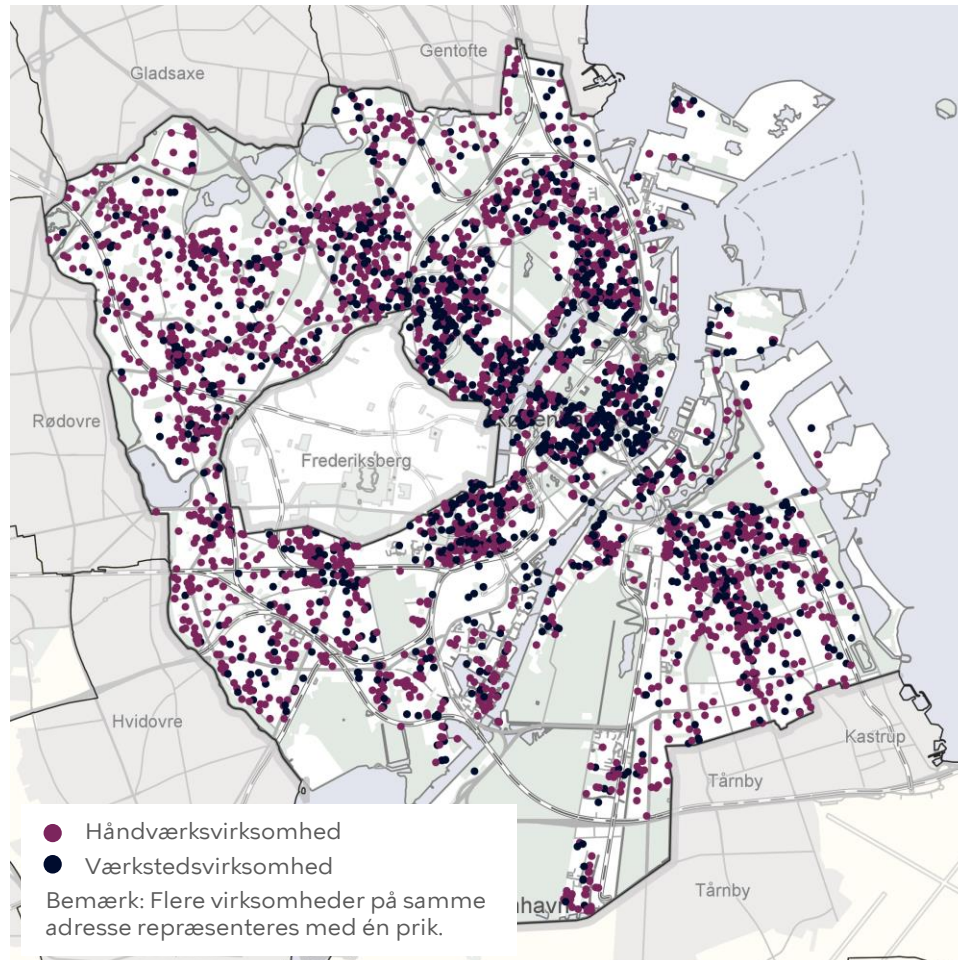 Gentofte
Gladsaxe
Rødovre
Frederiksberg
Hvidovre
Kastrup
Tårnby
Håndværksvirksomhed
Værkstedsvirksomhed
Bemærk: Flere virksomheder på samme
adresse repræsenteres med én prik.
Tårnby